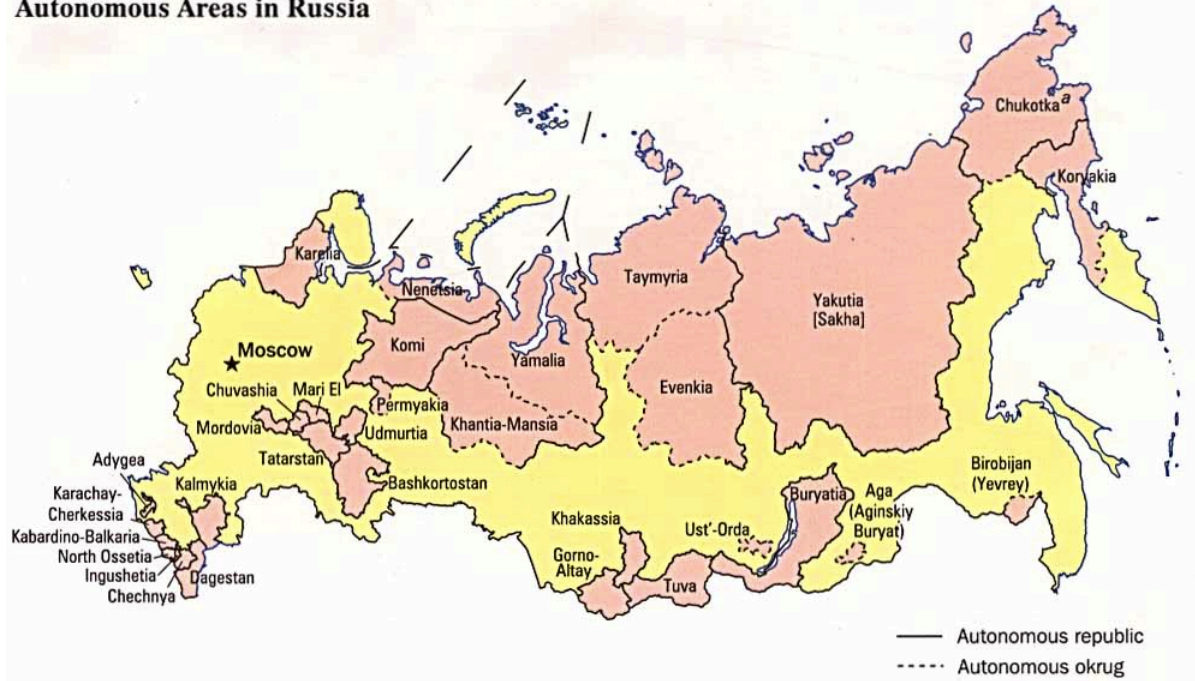 Autonomous Areas in Russia
Chukotka a
Koryakia
Karelia
Nenetsia
Taymyria
Yakutia
[Sakha]
Komi
Yamalia
Moscow
Evenkia
Chuvashia
Mari El
Permyakia
Khantia-Mansia
Mordovia
Udmurtia
Tatarstan
Adygea
Bashkortostan
Kalmykia
Birobijan
(Yevrey)
Karachay-
Cherkessia
Buryatia
Aga
(Aginskiy
Buryat)
Khakassia
Ust'-Orda
Kabardino-Balkaria
North Ossetia
Gorno-
Altay
Ingushetia
Dagestan
Tuva
Chechnya
Autonomous republic
Autonomous okrug